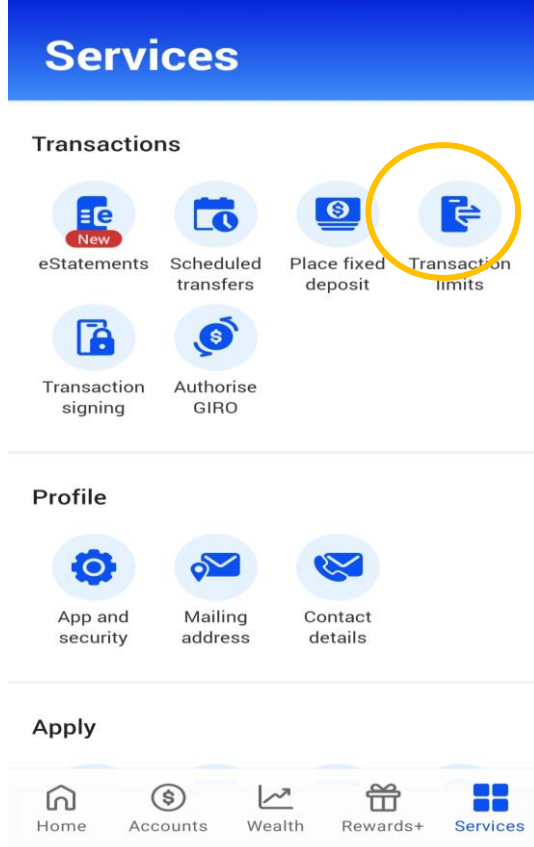 Services
Transactions
New
eStatements Scheduled Place fixed Transaction
transfers deposit limits
Transaction Authorise
signing GIRO
Profile
App and Mailing Contact
security address details
Apply
Home Accounts Wealth Rewards+ Services